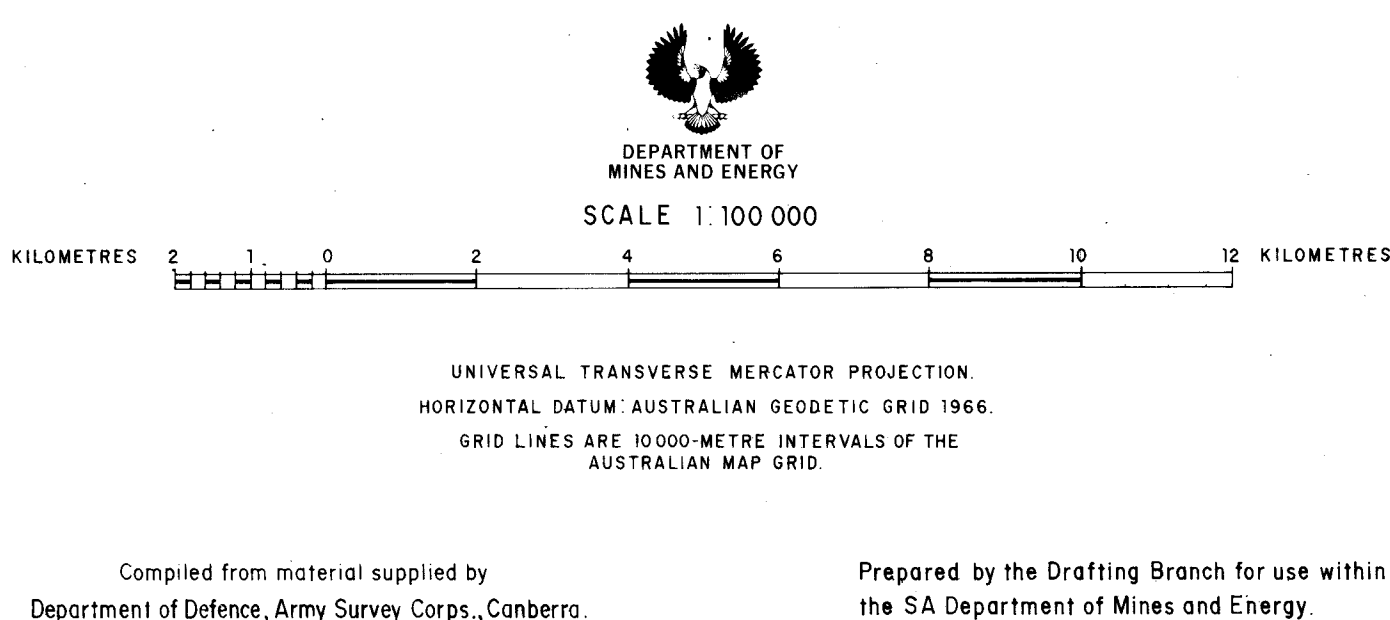 DEPARTMENT OF
MINES AND ENERGY
SCALE 1:100 000
KILOMETRES 2 1 0 2 4 6 8 10 12 KILOMETRES
UNIVERSAL TRANSVERSE MERCATOR PROJECTION.
HORIZONTAL DATUM: AUSTRALIAN GEODETIC GRID 1966.
GRID LINES ARE 10000-METRE INTERVALS OF THE
AUSTRALIAN MAP GRID.
Compiled from material supplied by
Department of Defence, Army Survey Corps., Canberra.
Prepared by the Drafting Branch for use within
the SA Department of Mines and Energy.